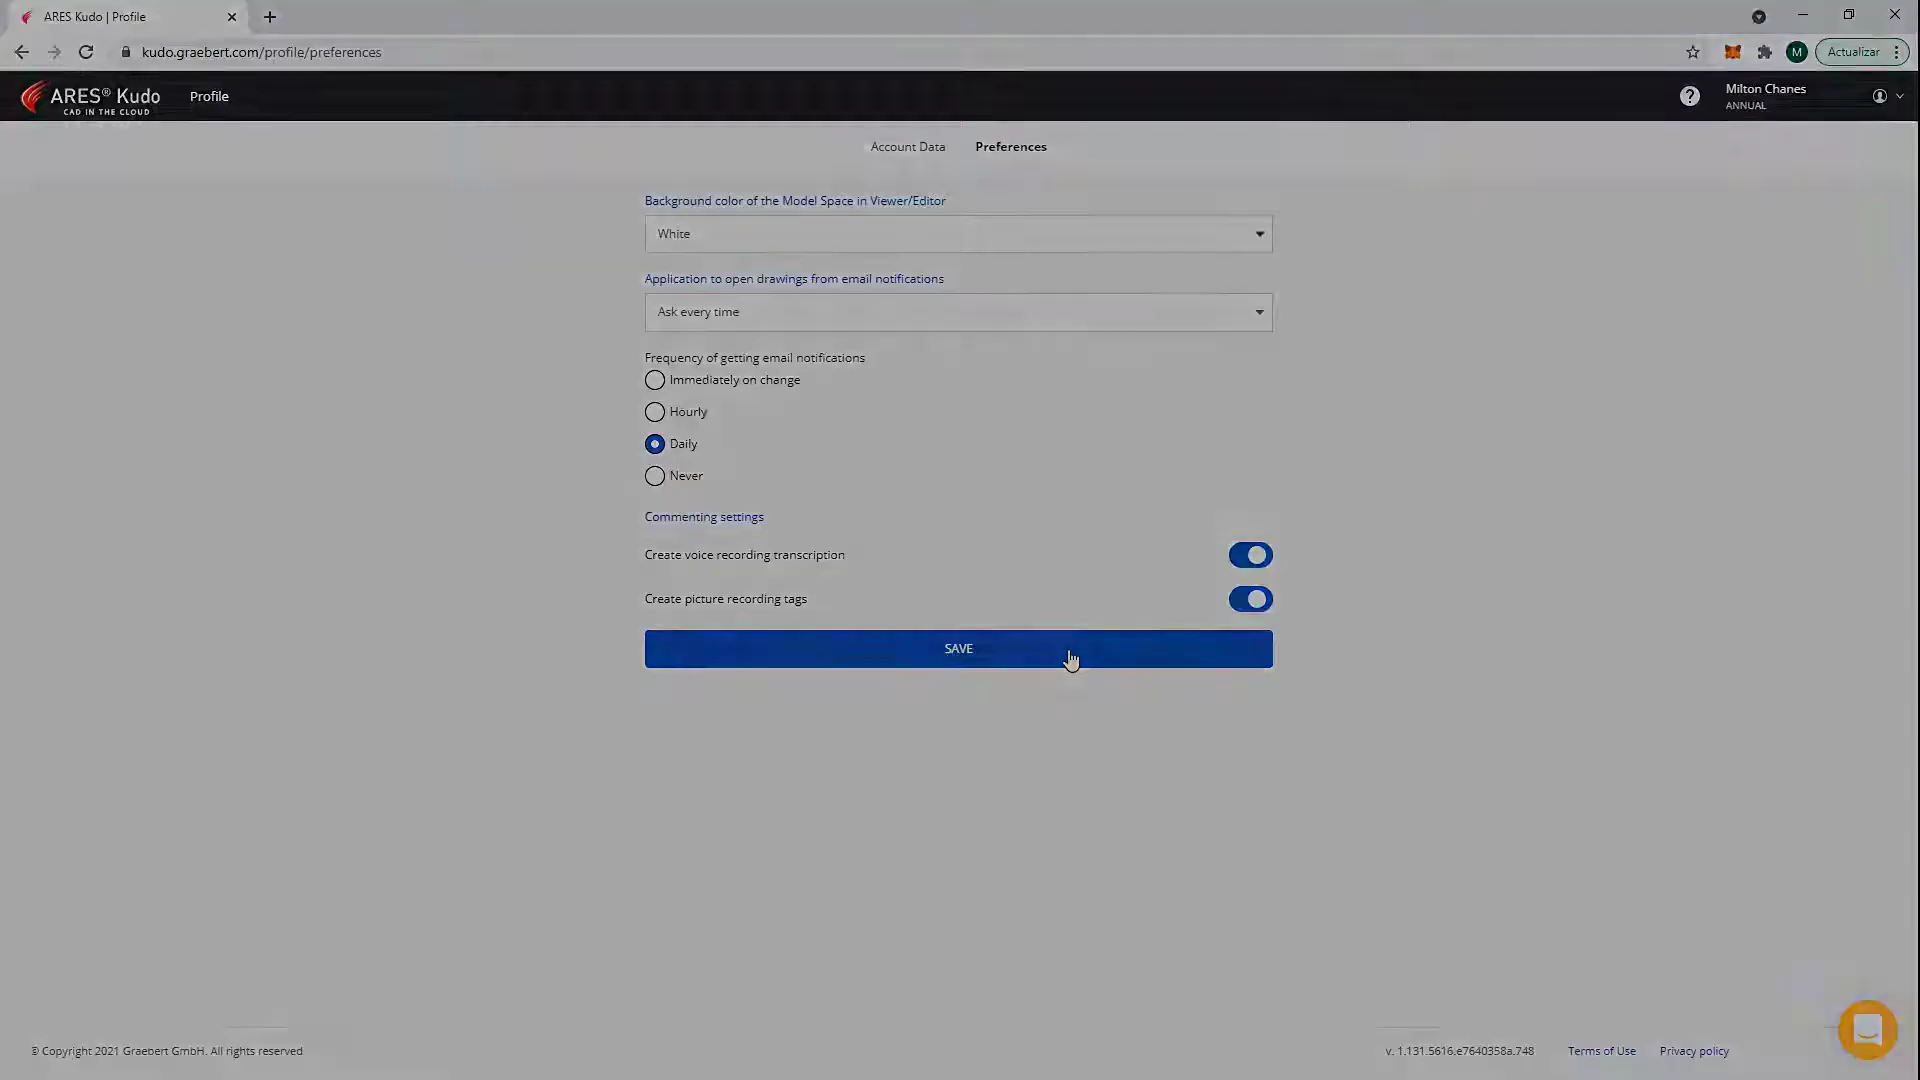 ARES Kudo | Profile
kudo.graebert.com/profile/preferences
M
Actualizar
ARES® Kudo
CAD IN THE CLOUD
Profile
?
Milton Chanes
ANNUAL
Account Data
Preferences
Background color of the Model Space in Viewer/Editor
White
Application to open drawings from email notifications
Ask every time
Frequency of getting email notifications
Immediately on change
Hourly
Daily
Never
Commenting settings
Create voice recording transcription
Create picture recording tags
SAVE
© Copyright 2021 Graebert GmbH. All rights reserved
v. 1.131.5616.e7640358a.748
Terms of Use
Privacy policy